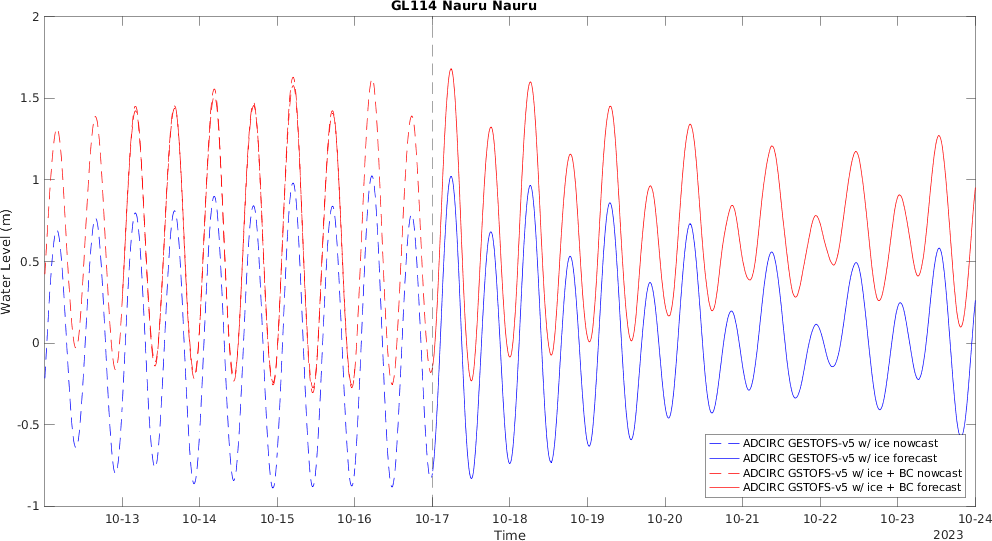 GL114 Nauru Nauru
2
1.5
1
0.5
0
-0.5
-1
Water Level (m)
ADCIRC GESTOFS-v5 w/ ice nowcast
ADCIRC GESTOFS-v5 w/ ice forecast
ADCIRC GSTOFS-v5 w/ ice + BC nowcast
ADCIRC GSTOFS-v5 w/ ice + BC forecast
10-13 10-14 10-15 10-16 10-17 10-18 10-19 10-20 10-21 10-22 10-23 10-24
Time
2023